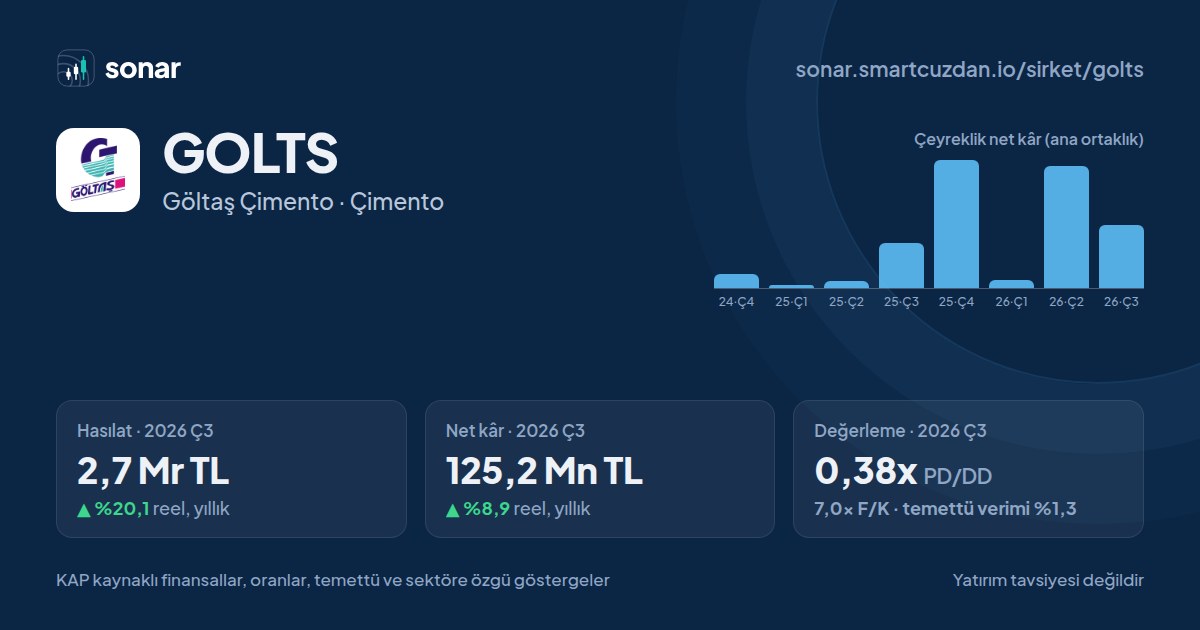 sonar
sonar.smartcuzdan.io/sirket/golts
GÖLTAŞ
GOLTS
Göltaş Çimento · Çimento
Çeyreklik net kâr (ana ortaklık)
24·Ç4 25·Ç1 25·Ç2 25·Ç3 25·Ç4 26·Ç1 26·Ç2 26·Ç3
Hasılat · 2026 Ç3
2,7 Mr TL
▲ %20,1 reel, yıllık
Net kâr · 2026 Ç3
125,2 Mn TL
▲ %8,9 reel, yıllık
Değerleme · 2026 Ç3
0,38x PD/DD
7,0× F/K · temettü verimi %1,3
KAP kaynaklı finansallar, oranlar, temettü ve sektöre özgü göstergeler
Yatırım tavsiyesi değildir